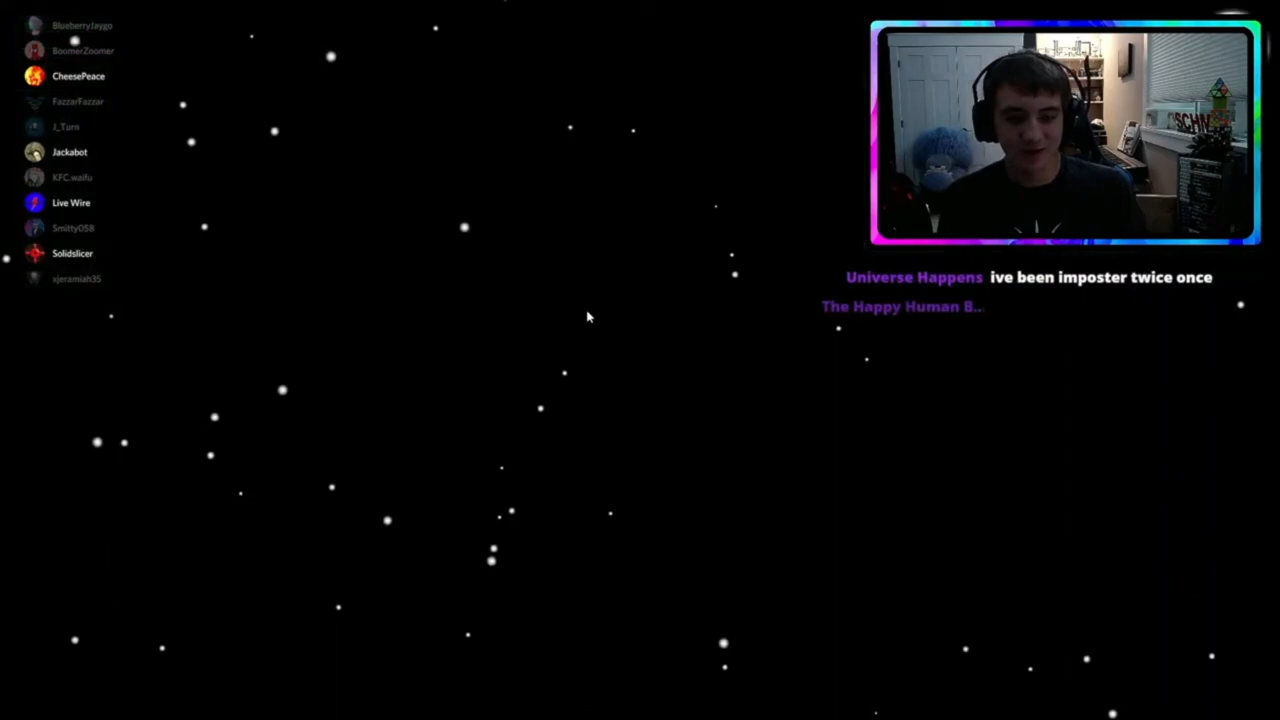 BlueberryJaygo
BoomerZoomer
CheesePeace
FazzarFazzar
J_Turn
Jackabot
KFC.waifu
Live Wire
Smitty058
Solidslicer
xjeramiah35
SCHN
Universe Happens ive been imposter twice once
The Happy Human B...